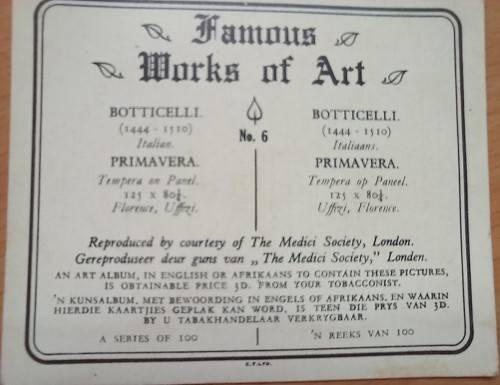 Famous
Works of Art
BOTTICELLI.
(1444 - 1510)
Italian.
PRIMAVERA.
Tempera on Panel.
125 x 80¼.
Florence, Uffizi.
No. 6
BOTTICELLI.
(1444 - 1510)
Italiaans.
PRIMAVERA.
Tempera op Paneel.
125 x 80¼.
Uffizi, Florence.
Reproduced by courtesy of The Medici Society, London.
Gereproduseer deur guns van „The Medici Society,” Londen.
AN ART ALBUM, IN ENGLISH OR AFRIKAANS TO CONTAIN THESE PICTURES,
IS OBTAINABLE PRICE 3D. FROM YOUR TOBACCONIST.
'N KUNSALBUM, MET BEWOORDING IN ENGELS OF AFRIKAANS, EN WAARIN
HIERDIE KAARTJIES GEPLAK KAN WORD, IS TEEN DIE PRYS VAN 3D.
BY U TABAKHANDELAAR VERKRYGBAAR.
A SERIES OF 100
'N REEKS VAN 100